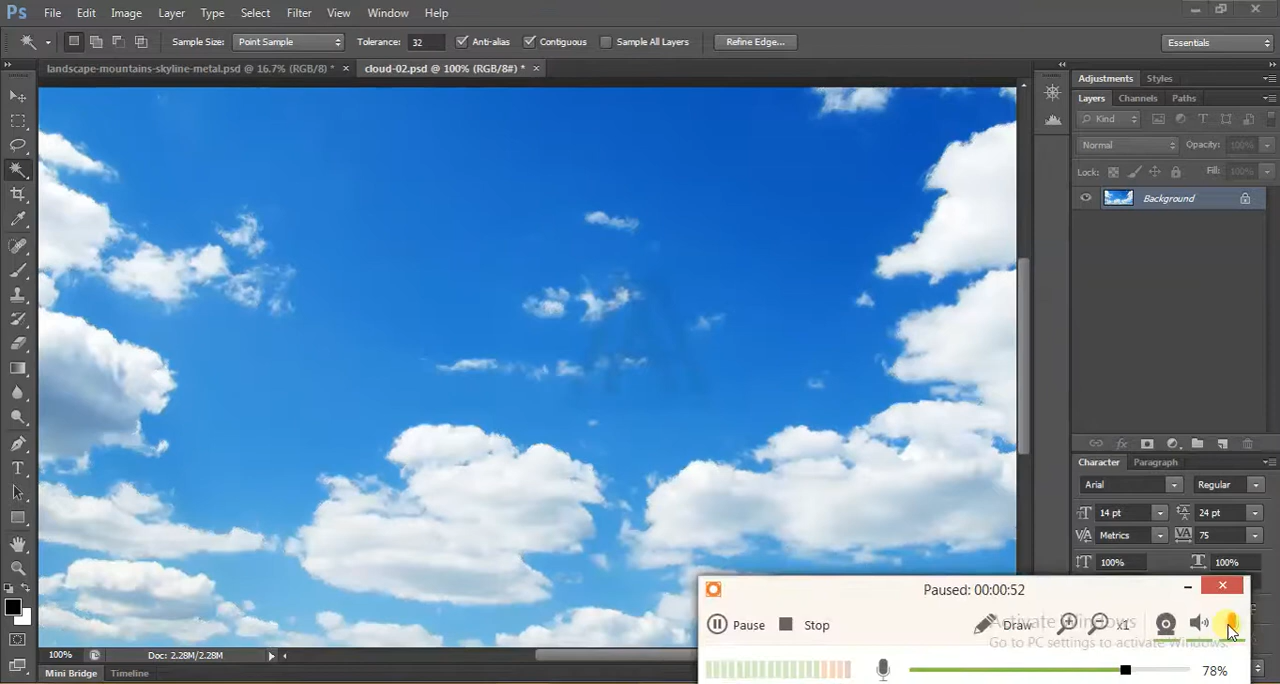 Ps File Edit Image Layer Type Select Filter View Window Help
Sample Size: Point Sample Tolerance: 32 Anti-alias Contiguous Sample All Layers Refine Edge... Essentials
landscape-mountains-skyline-metal.psd @ 16.7% (RGB/8) * × cloud-02.psd @ 100% (RGB/8#) * ×
Adjustments Styles
Layers Channels Paths
Kind
Normal Opacity: 100%
Lock: Fill: 100%
Background
Character Paragraph
Arial Regular
14 pt 24 pt
Metrics 75
100% 100%
Paused: 00:00:52
Pause Stop Draw x1
Activate Windows
Go to PC settings to activate Windows.
78%
100% Doc: 2.28M/2.28M
Mini Bridge Timeline